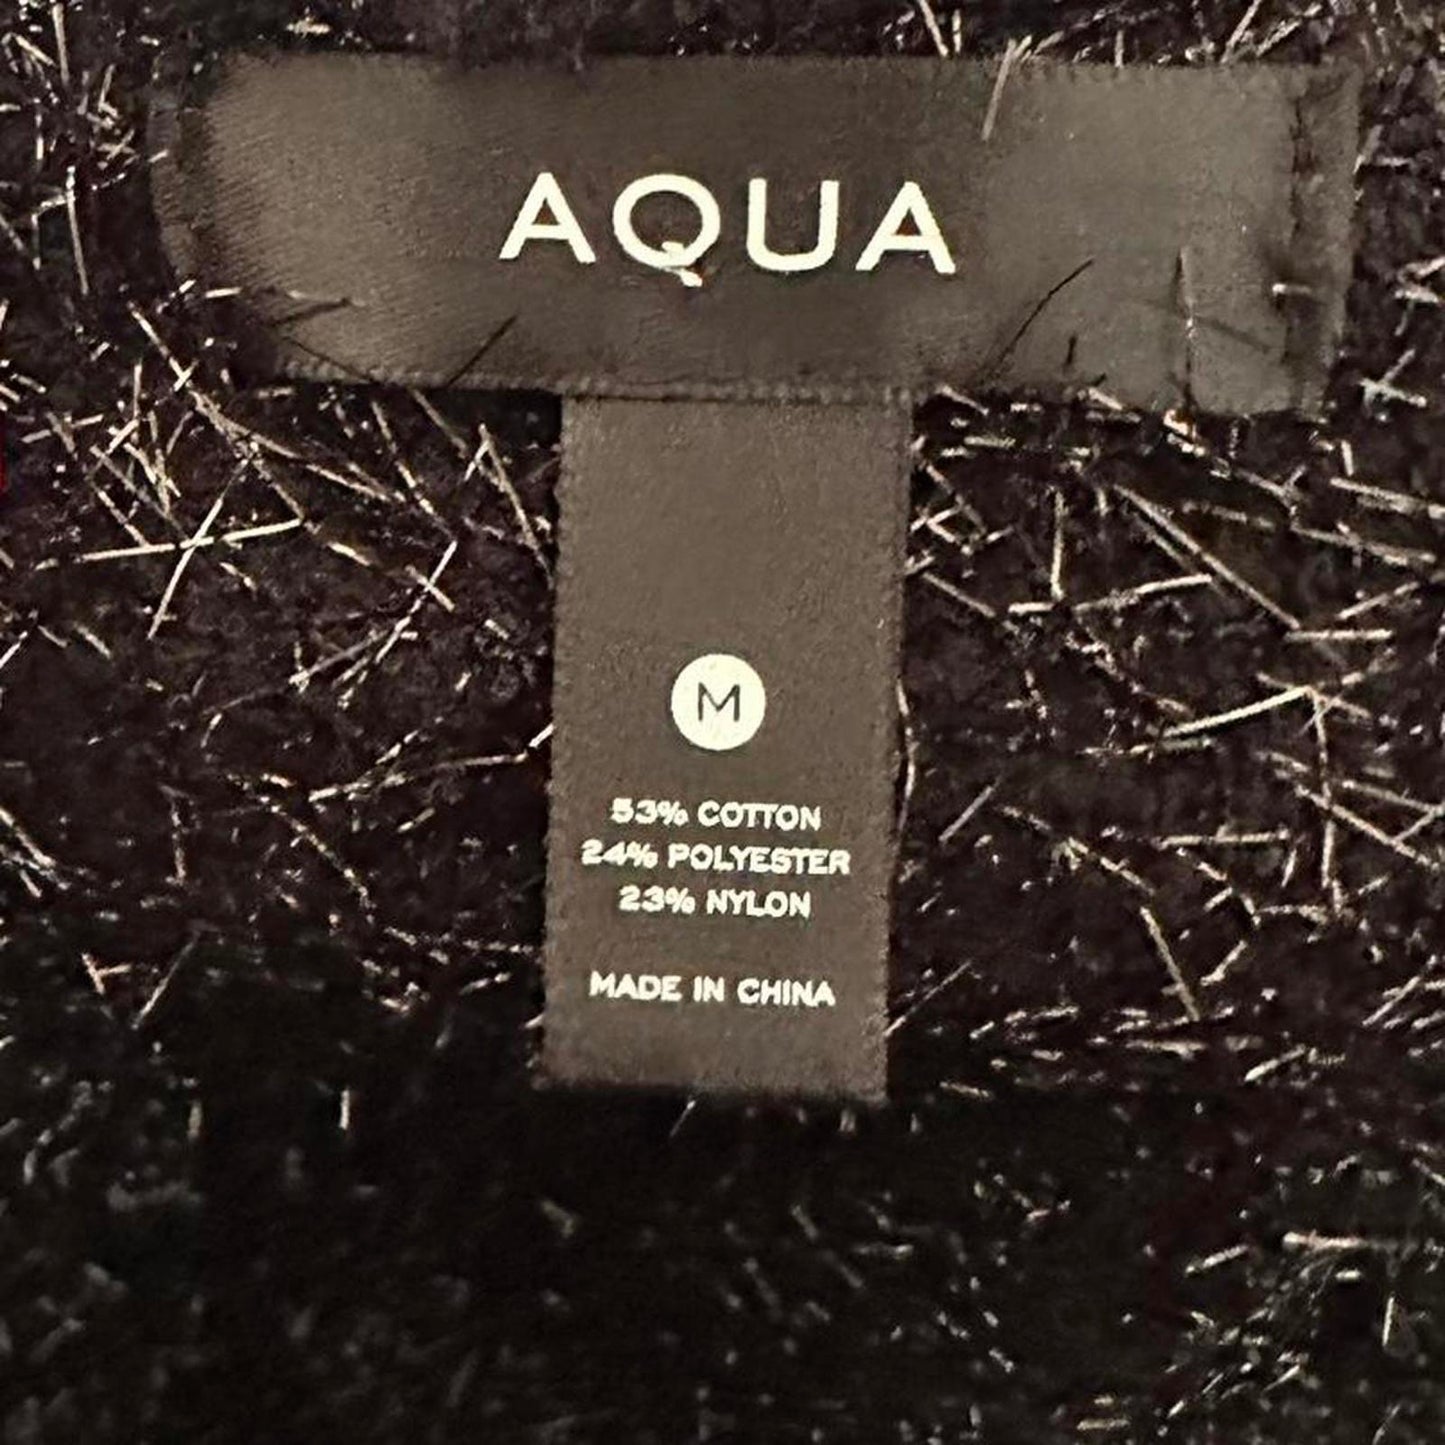 AQUA
M
53% COTTON
24% POLYESTER
23% NYLON
MADE IN CHINA